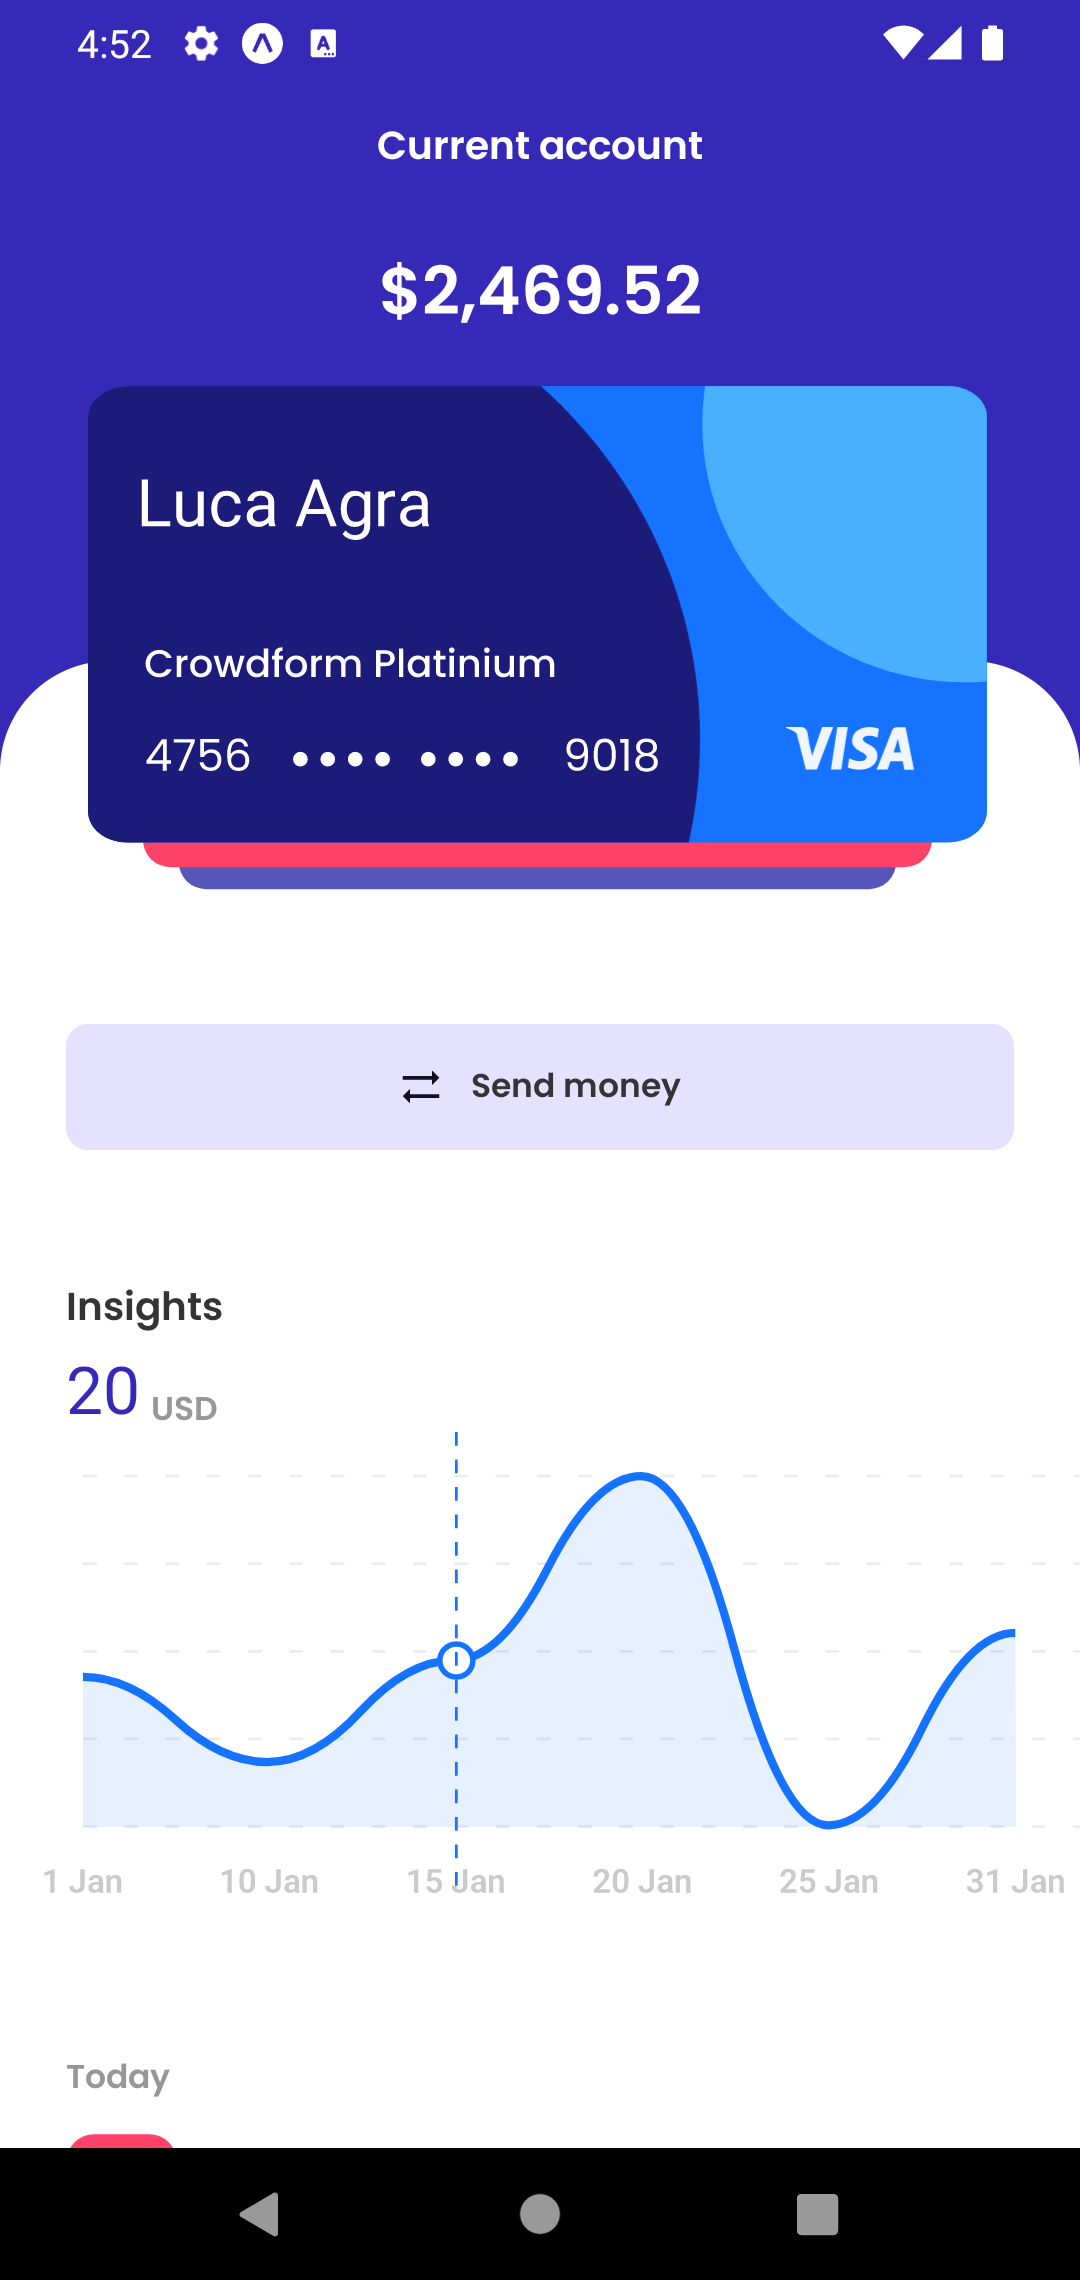 4:52
Current account
$2,469.52
Luca Agra
Crowdform Platinium
4756 •••• •••• 9018
VISA
Send money
Insights
20 USD
1 Jan 10 Jan 15 Jan 20 Jan 25 Jan 31 Jan
Today